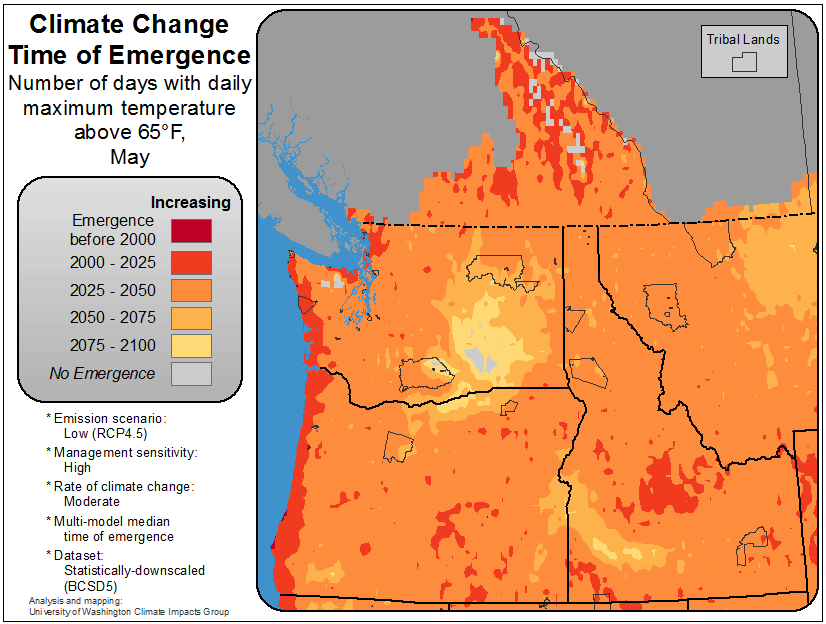 Climate Change
Time of Emergence
Number of days with daily
maximum temperature
above 65°F,
May
Increasing
Emergence
before 2000
2000 - 2025
2025 - 2050
2050 - 2075
2075 - 2100
No Emergence
* Emission scenario:
Low (RCP4.5)
* Management sensitivity:
High
* Rate of climate change:
Moderate
* Multi-model median
time of emergence
* Dataset:
Statistically-downscaled
(BCSD5)
Analysis and mapping:
University of Washington Climate Impacts Group
Tribal Lands